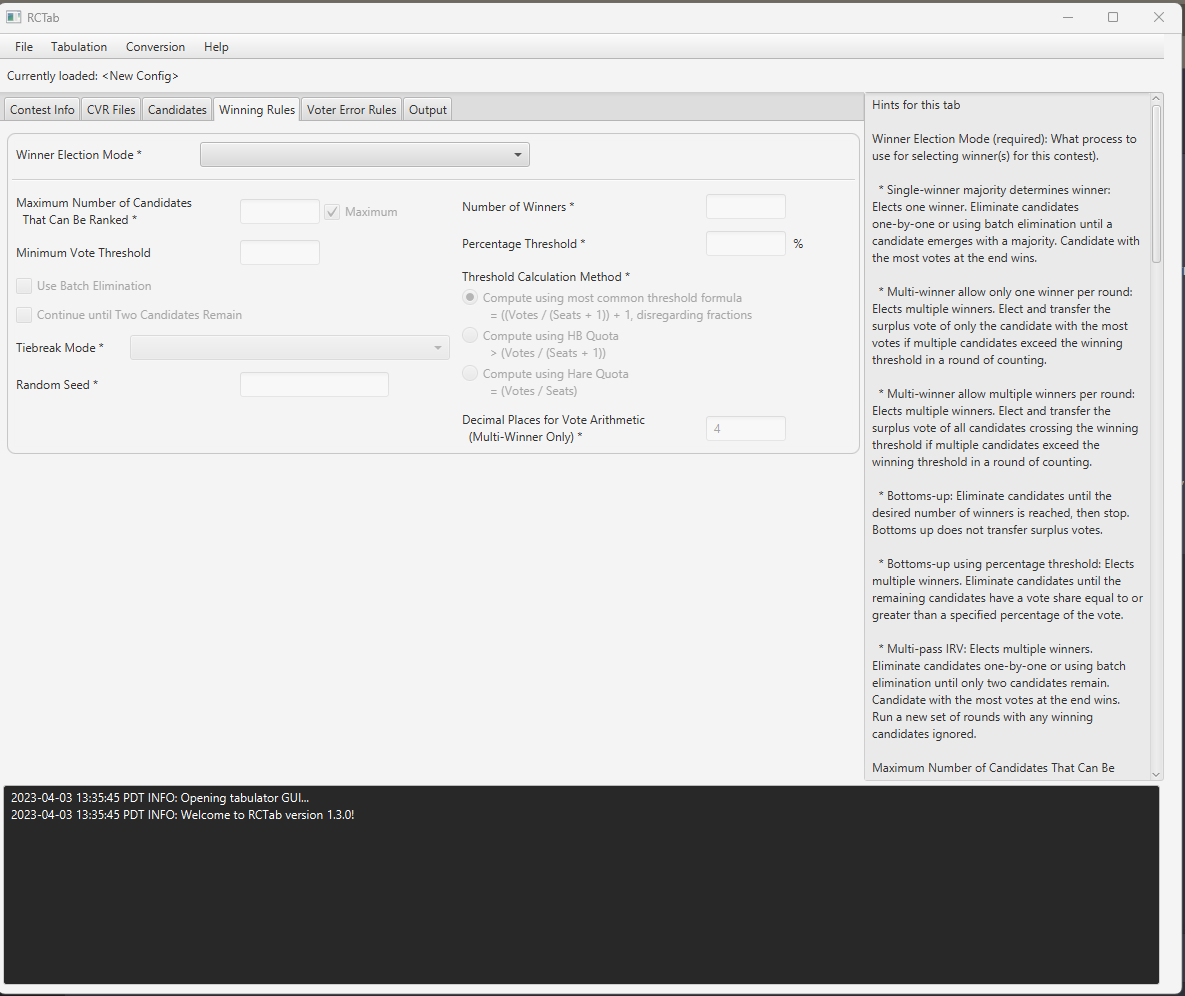 RCTab
File Tabulation Conversion Help
Currently loaded: <New Config>
Contest Info CVR Files Candidates Winning Rules Voter Error Rules Output
Winner Election Mode *
Maximum Number of Candidates
That Can Be Ranked *
Maximum
Minimum Vote Threshold
Use Batch Elimination
Continue until Two Candidates Remain
Tiebreak Mode *
Random Seed *
Number of Winners *
Percentage Threshold *
%
Threshold Calculation Method *
Compute using most common threshold formula
= ((Votes / (Seats + 1)) + 1, disregarding fractions
Compute using HB Quota
> (Votes / (Seats + 1))
Compute using Hare Quota
= (Votes / Seats)
Decimal Places for Vote Arithmetic
(Multi-Winner Only) *
4
Hints for this tab
Winner Election Mode (required): What process to
use for selecting winner(s) for this contest).
* Single-winner majority determines winner:
Elects one winner. Eliminate candidates
one-by-one or using batch elimination until a
candidate emerges with a majority. Candidate with
the most votes at the end wins.
* Multi-winner allow only one winner per round:
Elects multiple winners. Elect and transfer the
surplus vote of only the candidate with the most
votes if multiple candidates exceed the winning
threshold in a round of counting.
* Multi-winner allow multiple winners per round:
Elects multiple winners. Elect and transfer the
surplus vote of all candidates crossing the winning
threshold if multiple candidates exceed the
winning threshold in a round of counting.
* Bottoms-up: Eliminate candidates until the
desired number of winners is reached, then stop.
Bottoms up does not transfer surplus votes.
* Bottoms-up using percentage threshold: Elects
multiple winners. Eliminate candidates until the
remaining candidates have a vote share equal to or
greater than a specified percentage of the vote.
* Multi-pass IRV: Elects multiple winners.
Eliminate candidates one-by-one or using batch
elimination until only two candidates remain.
Candidate with the most votes at the end wins.
Run a new set of rounds with any winning
candidates ignored.
Maximum Number of Candidates That Can Be
2023-04-03 13:35:45 PDT INFO: Opening tabulator GUI...
2023-04-03 13:35:45 PDT INFO: Welcome to RCTab version 1.3.0!